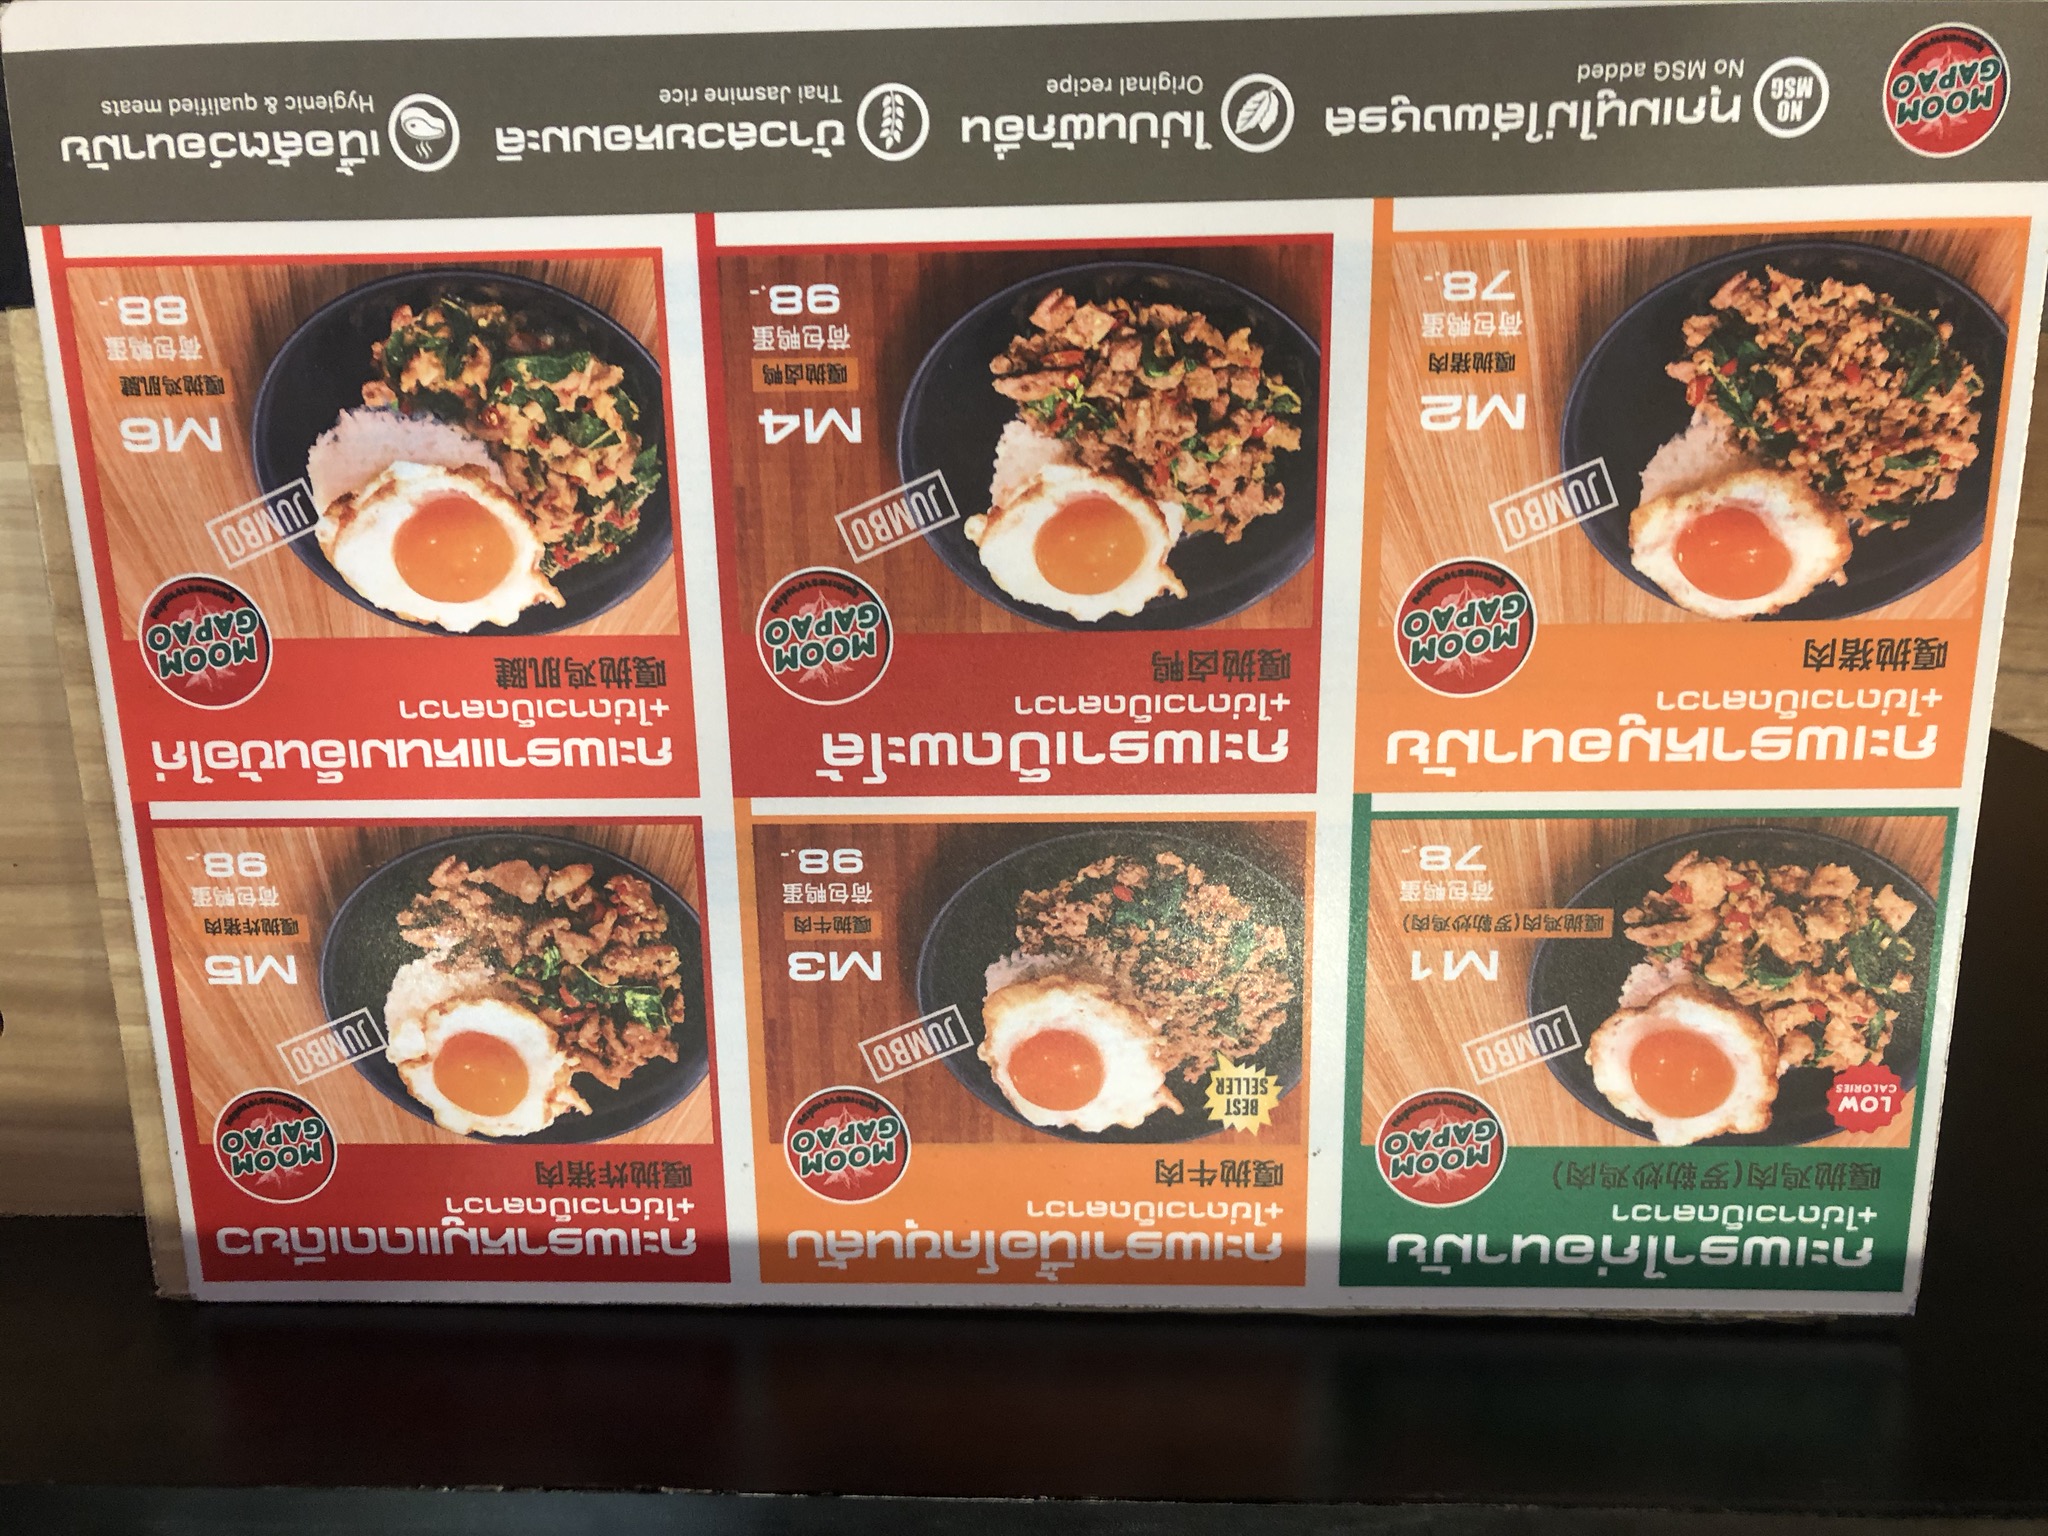 กะเพราไก่อนามัย
+ไข่ดาวเป็ดลาวา
嘎抛鸡肉(罗勒炒鸡肉)
MOOM
GAPAO
LOW
CALORIES
JUMBO
M1
嘎抛鸡肉(罗勒炒鸡肉)
荷包鸭蛋
78.-
กะเพราเนื้อโคขุนสับ
+ไข่ดาวเป็ดลาวา
嘎抛牛肉
MOOM
GAPAO
BEST
SELLER
JUMBO
M3
嘎抛牛肉
荷包鸭蛋
98.-
กะเพราหมูแดดเดียว
+ไข่ดาวเป็ดลาวา
嘎抛炸猪肉
MOOM
GAPAO
JUMBO
M5
嘎抛炸猪肉
荷包鸭蛋
98.-
กะเพราหมูอนามัย
+ไข่ดาวเป็ดลาวา
嘎抛猪肉
MOOM
GAPAO
JUMBO
M2
嘎抛猪肉
荷包鸭蛋
78.-
กะเพราเป็ดพะโล้
+ไข่ดาวเป็ดลาวา
嘎抛卤鸭
MOOM
GAPAO
JUMBO
M4
嘎抛卤鸭
荷包鸭蛋
98.-
กะเพราแหนมเอ็นข้อไก่
+ไข่ดาวเป็ดลาวา
嘎抛鸡肌腱
MOOM
GAPAO
JUMBO
M6
嘎抛鸡肌腱
荷包鸭蛋
88.-
MOOM
GAPAO
NO
MSG
ทุกเมนูไม่ใส่ผงชูรส
No MSG added
ไม่ปนผักอื่น
Original recipe
ข้าวสวยหอมมะลิ
Thai Jasmine rice
เนื้อสัตว์อนามัย
Hygienic & qualified meats